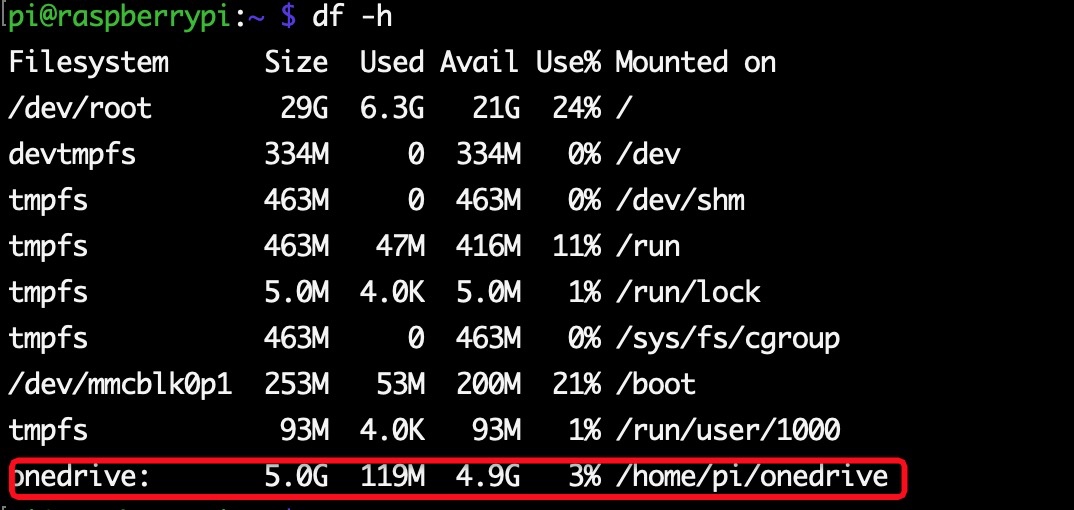 pi@raspberrypi:~ $ df -h
Filesystem      Size  Used Avail Use% Mounted on
/dev/root        29G  6.3G   21G  24% /
devtmpfs        334M     0  334M   0% /dev
tmpfs           463M     0  463M   0% /dev/shm
tmpfs           463M   47M  416M  11% /run
tmpfs           5.0M  4.0K  5.0M   1% /run/lock
tmpfs           463M     0  463M   0% /sys/fs/cgroup
/dev/mmcblk0p1  253M   53M  200M  21% /boot
tmpfs            93M  4.0K   93M   1% /run/user/1000
onedrive:       5.0G  119M  4.9G   3% /home/pi/onedrive